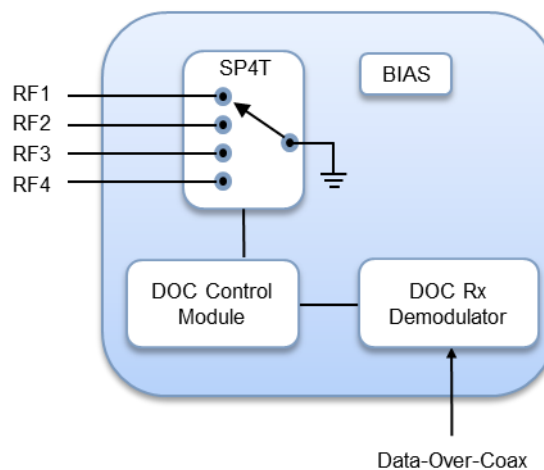 SP4T
BIAS
RF1
RF2
RF3
RF4
DOC Control
Module
DOC Rx
Demodulator
Data-Over-Coax